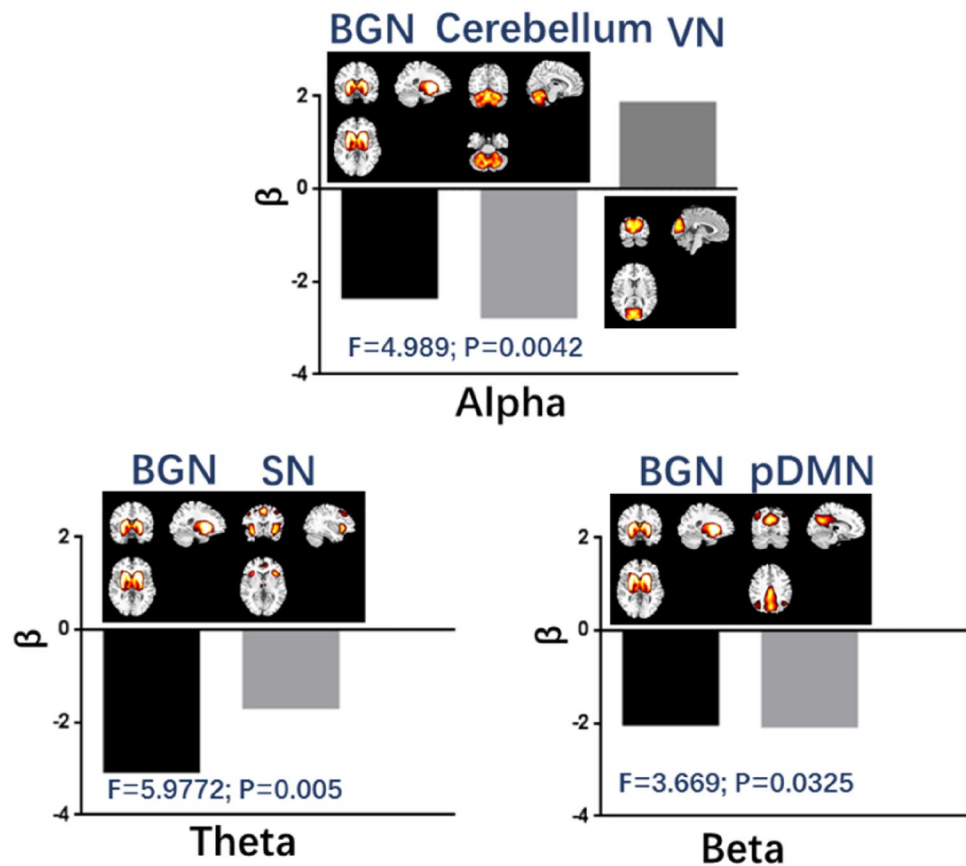 BGN Cerebellum VN
2
0
-2
-4
β
F=4.989; P=0.0042
Alpha
BGN SN
2
0
-2
-4
β
F=5.9772; P=0.005
Theta
BGN pDMN
2
0
-2
-4
β
F=3.669; P=0.0325
Beta